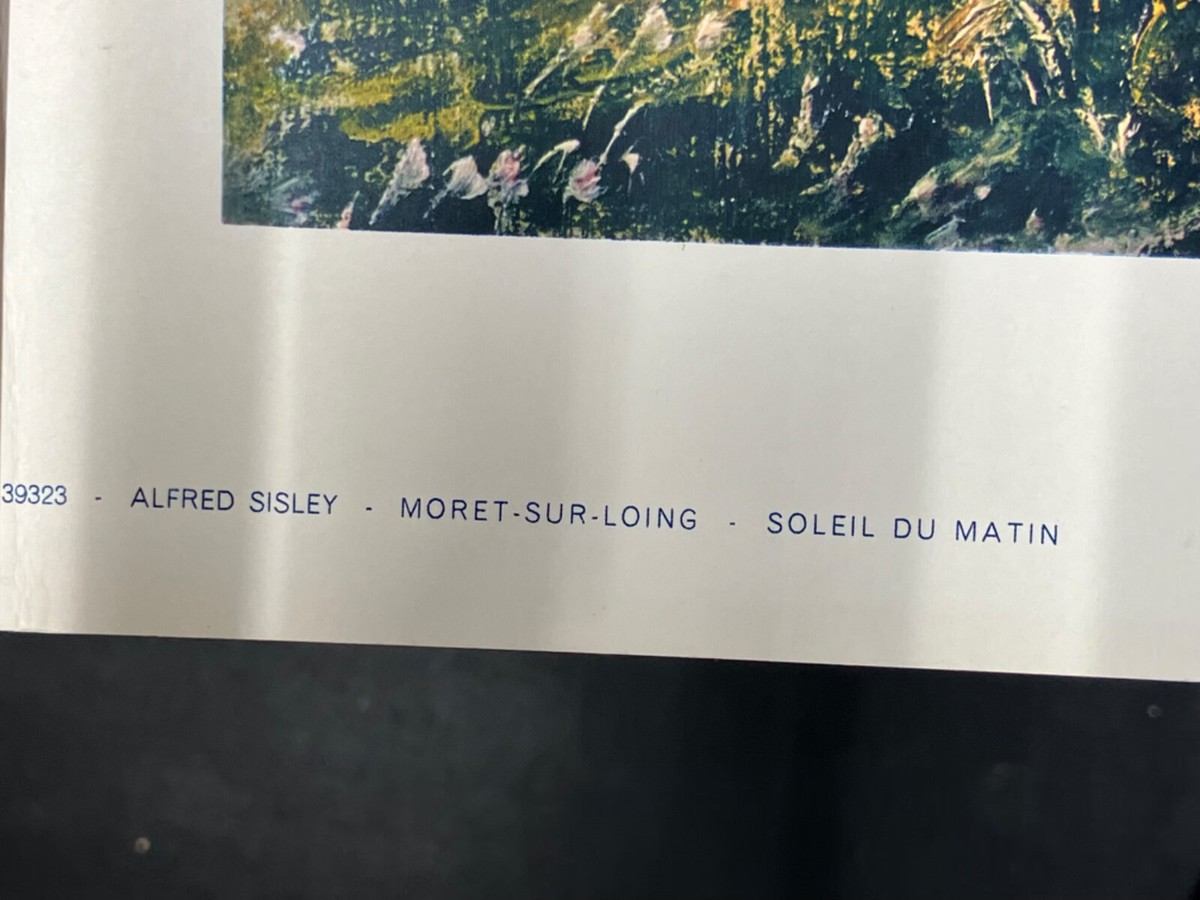 39323 - ALFRED SISLEY - MORET-SUR-LOING - SOLEIL DU MATIN